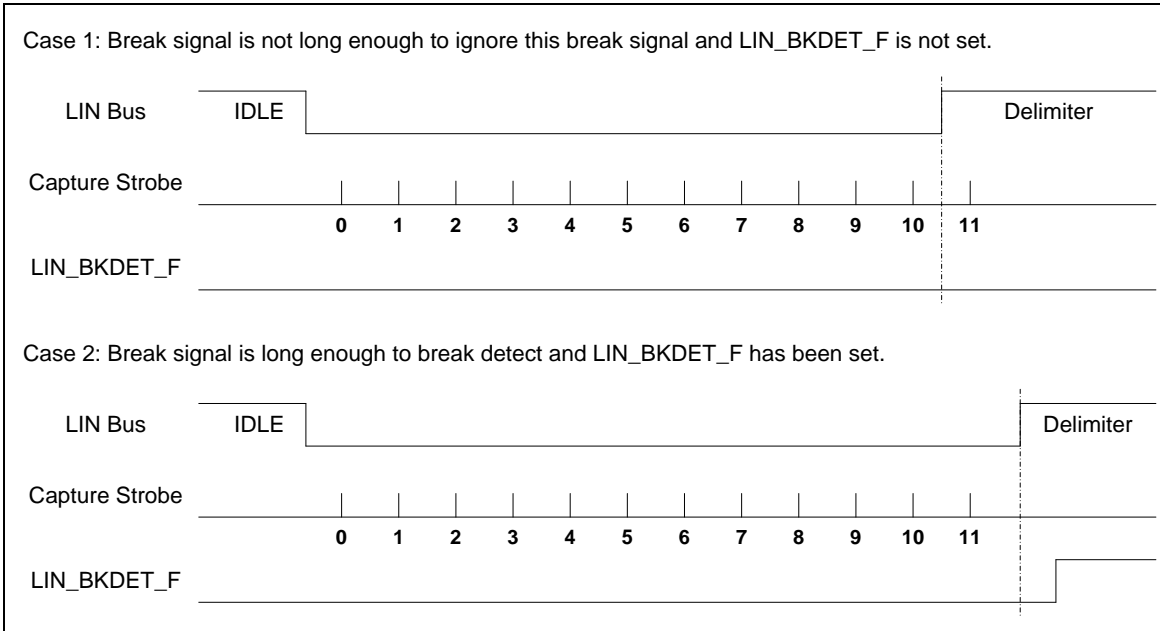 Case 1: Break signal is not long enough to ignore this break signal and LIN_BKDET_F is not set.
LIN Bus IDLE Delimiter
Capture Strobe
0 1 2 3 4 5 6 7 8 9 10 11
LIN_BKDET_F
Case 2: Break signal is long enough to break detect and LIN_BKDET_F has been set.
LIN Bus IDLE Delimiter
Capture Strobe
0 1 2 3 4 5 6 7 8 9 10 11
LIN_BKDET_F